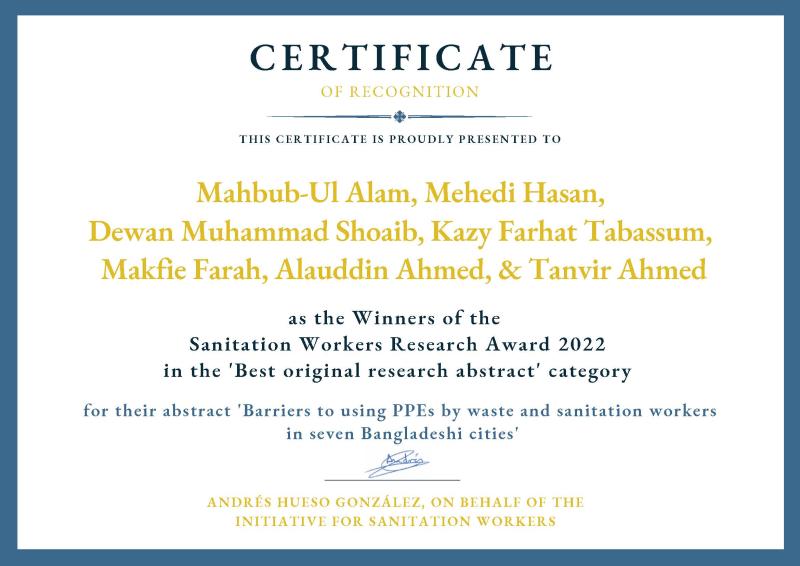 CERTIFICATE
OF RECOGNITION
THIS CERTIFICATE IS PROUDLY PRESENTED TO
Mahbub-Ul Alam, Mehedi Hasan,
Dewan Muhammad Shoaib, Kazy Farhat Tabassum,
Makfie Farah, Alauddin Ahmed, & Tanvir Ahmed
as the Winners of the
Sanitation Workers Research Award 2022
in the 'Best original research abstract' category
for their abstract 'Barriers to using PPEs by waste and sanitation workers
in seven Bangladeshi cities'
Andrés
ANDRÉS HUESO GONZÁLEZ, ON BEHALF OF THE
INITIATIVE FOR SANITATION WORKERS